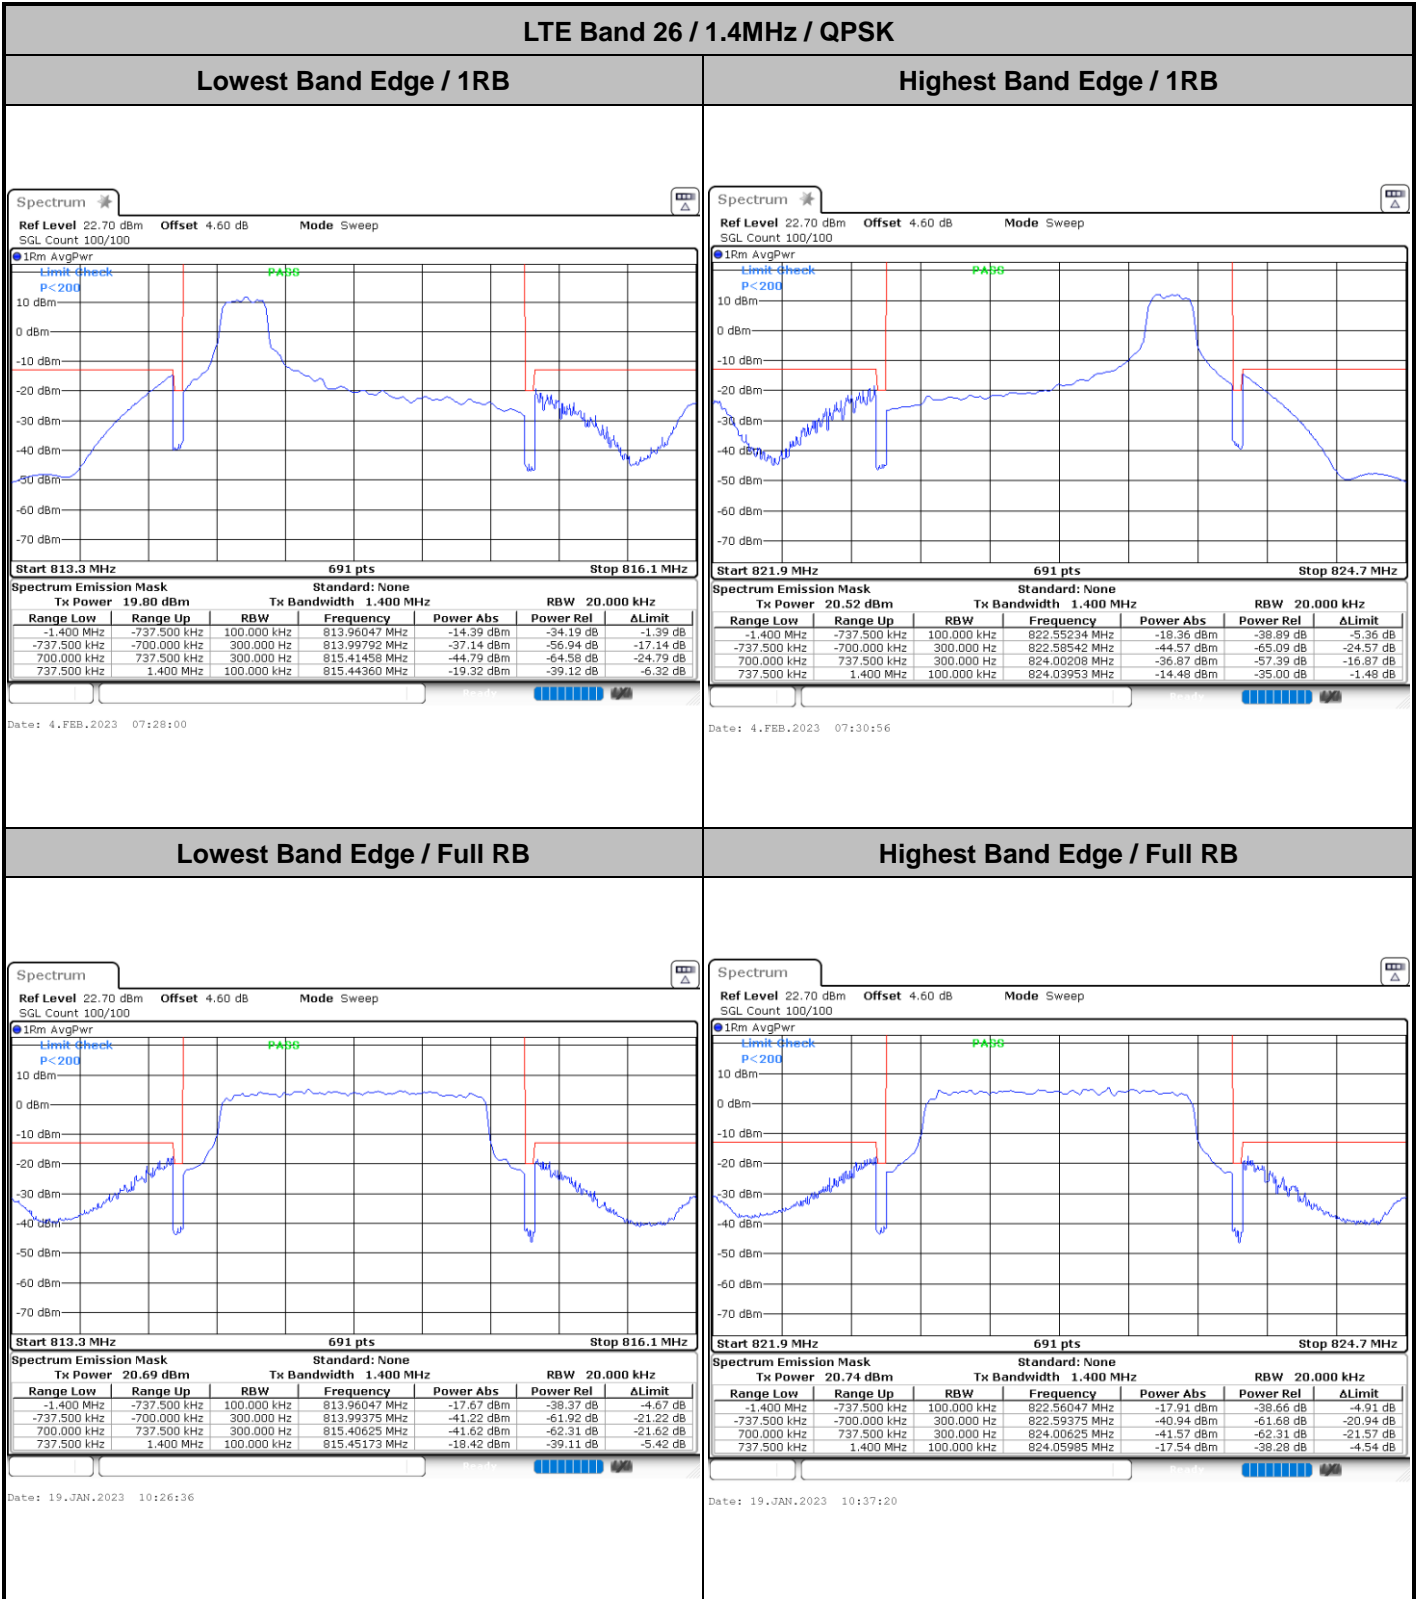 LTE Band 26 / 1.4MHz / QPSK
Lowest Band Edge / 1RB
Highest Band Edge / 1RB
Spectrum
Ref Level 22.70 dBm Offset 4.60 dB Mode Sweep
SGL Count 100/100
1Rm AvgPwr
Limit Check PASS
P<200
10 dBm
0 dBm
-10 dBm
-20 dBm
-30 dBm
-40 dBm
-50 dBm
-60 dBm
-70 dBm
Start 813.3 MHz 691 pts Stop 816.1 MHz
Spectrum Emission Mask Standard: None
Tx Power 19.80 dBm Tx Bandwidth 1.400 MHz RBW 20.000 kHz
Range Low Range Up RBW Frequency Power Abs Power Rel ΔLimit
-1.400 MHz -737.500 kHz 100.000 kHz 813.96047 MHz -14.39 dBm -34.19 dB -1.39 dB
-737.500 kHz -700.000 kHz 300.000 Hz 813.99792 MHz -37.14 dBm -56.94 dB -17.14 dB
700.000 kHz 737.500 kHz 300.000 Hz 815.41458 MHz -44.79 dBm -64.58 dB -24.79 dB
737.500 kHz 1.400 MHz 100.000 kHz 815.44360 MHz -19.32 dBm -39.12 dB -6.32 dB
Ready
Date: 4.FEB.2023 07:28:00
Spectrum
Ref Level 22.70 dBm Offset 4.60 dB Mode Sweep
SGL Count 100/100
1Rm AvgPwr
Limit Check PASS
P<200
10 dBm
0 dBm
-10 dBm
-20 dBm
-30 dBm
-40 dBm
-50 dBm
-60 dBm
-70 dBm
Start 821.9 MHz 691 pts Stop 824.7 MHz
Spectrum Emission Mask Standard: None
Tx Power 20.52 dBm Tx Bandwidth 1.400 MHz RBW 20.000 kHz
Range Low Range Up RBW Frequency Power Abs Power Rel ΔLimit
-1.400 MHz -737.500 kHz 100.000 kHz 822.55234 MHz -18.36 dBm -38.89 dB -5.36 dB
-737.500 kHz -700.000 kHz 300.000 Hz 822.58542 MHz -44.57 dBm -65.09 dB -24.57 dB
700.000 kHz 737.500 kHz 300.000 Hz 824.00208 MHz -36.87 dBm -57.39 dB -16.87 dB
737.500 kHz 1.400 MHz 100.000 kHz 824.03953 MHz -14.48 dBm -35.00 dB -1.48 dB
Date: 4.FEB.2023 07:30:56
Lowest Band Edge / Full RB
Highest Band Edge / Full RB
Spectrum
Ref Level 22.70 dBm Offset 4.60 dB Mode Sweep
SGL Count 100/100
1Rm AvgPwr
Limit Check PASS
P<200
10 dBm
0 dBm
-10 dBm
-20 dBm
-30 dBm
-40 dBm
-50 dBm
-60 dBm
-70 dBm
Start 813.3 MHz 691 pts Stop 816.1 MHz
Spectrum Emission Mask Standard: None
Tx Power 20.69 dBm Tx Bandwidth 1.400 MHz RBW 20.000 kHz
Range Low Range Up RBW Frequency Power Abs Power Rel ΔLimit
-1.400 MHz -737.500 kHz 100.000 kHz 813.96047 MHz -17.67 dBm -38.37 dB -4.67 dB
-737.500 kHz -700.000 kHz 300.000 Hz 813.99375 MHz -41.22 dBm -61.92 dB -21.22 dB
700.000 kHz 737.500 kHz 300.000 Hz 815.40625 MHz -41.62 dBm -62.31 dB -21.62 dB
737.500 kHz 1.400 MHz 100.000 kHz 815.45173 MHz -18.42 dBm -39.11 dB -5.42 dB
Ready
Date: 19.JAN.2023 10:26:36
Spectrum
Ref Level 22.70 dBm Offset 4.60 dB Mode Sweep
SGL Count 100/100
1Rm AvgPwr
Limit Check PASS
P<200
10 dBm
0 dBm
-10 dBm
-20 dBm
-30 dBm
-40 dBm
-50 dBm
-60 dBm
-70 dBm
Start 821.9 MHz 691 pts Stop 824.7 MHz
Spectrum Emission Mask Standard: None
Tx Power 20.74 dBm Tx Bandwidth 1.400 MHz RBW 20.000 kHz
Range Low Range Up RBW Frequency Power Abs Power Rel ΔLimit
-1.400 MHz -737.500 kHz 100.000 kHz 822.56047 MHz -17.91 dBm -38.66 dB -4.91 dB
-737.500 kHz -700.000 kHz 300.000 Hz 822.59375 MHz -40.94 dBm -61.68 dB -20.94 dB
700.000 kHz 737.500 kHz 300.000 Hz 824.00625 MHz -41.57 dBm -62.31 dB -21.57 dB
737.500 kHz 1.400 MHz 100.000 kHz 824.05985 MHz -17.54 dBm -38.28 dB -4.54 dB
Ready
Date: 19.JAN.2023 10:37:20